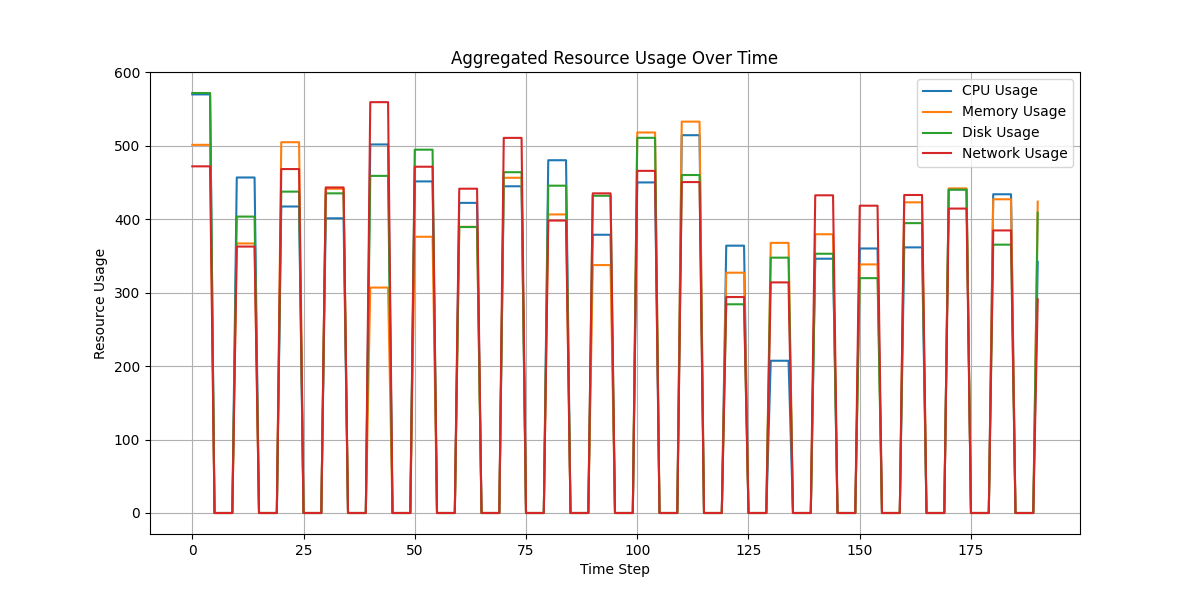 Aggregated Resource Usage Over Time
Resource Usage
600
500
400
300
200
100
0
0 25 50 75 100 125 150 175
Time Step
CPU Usage
Memory Usage
Disk Usage
Network Usage